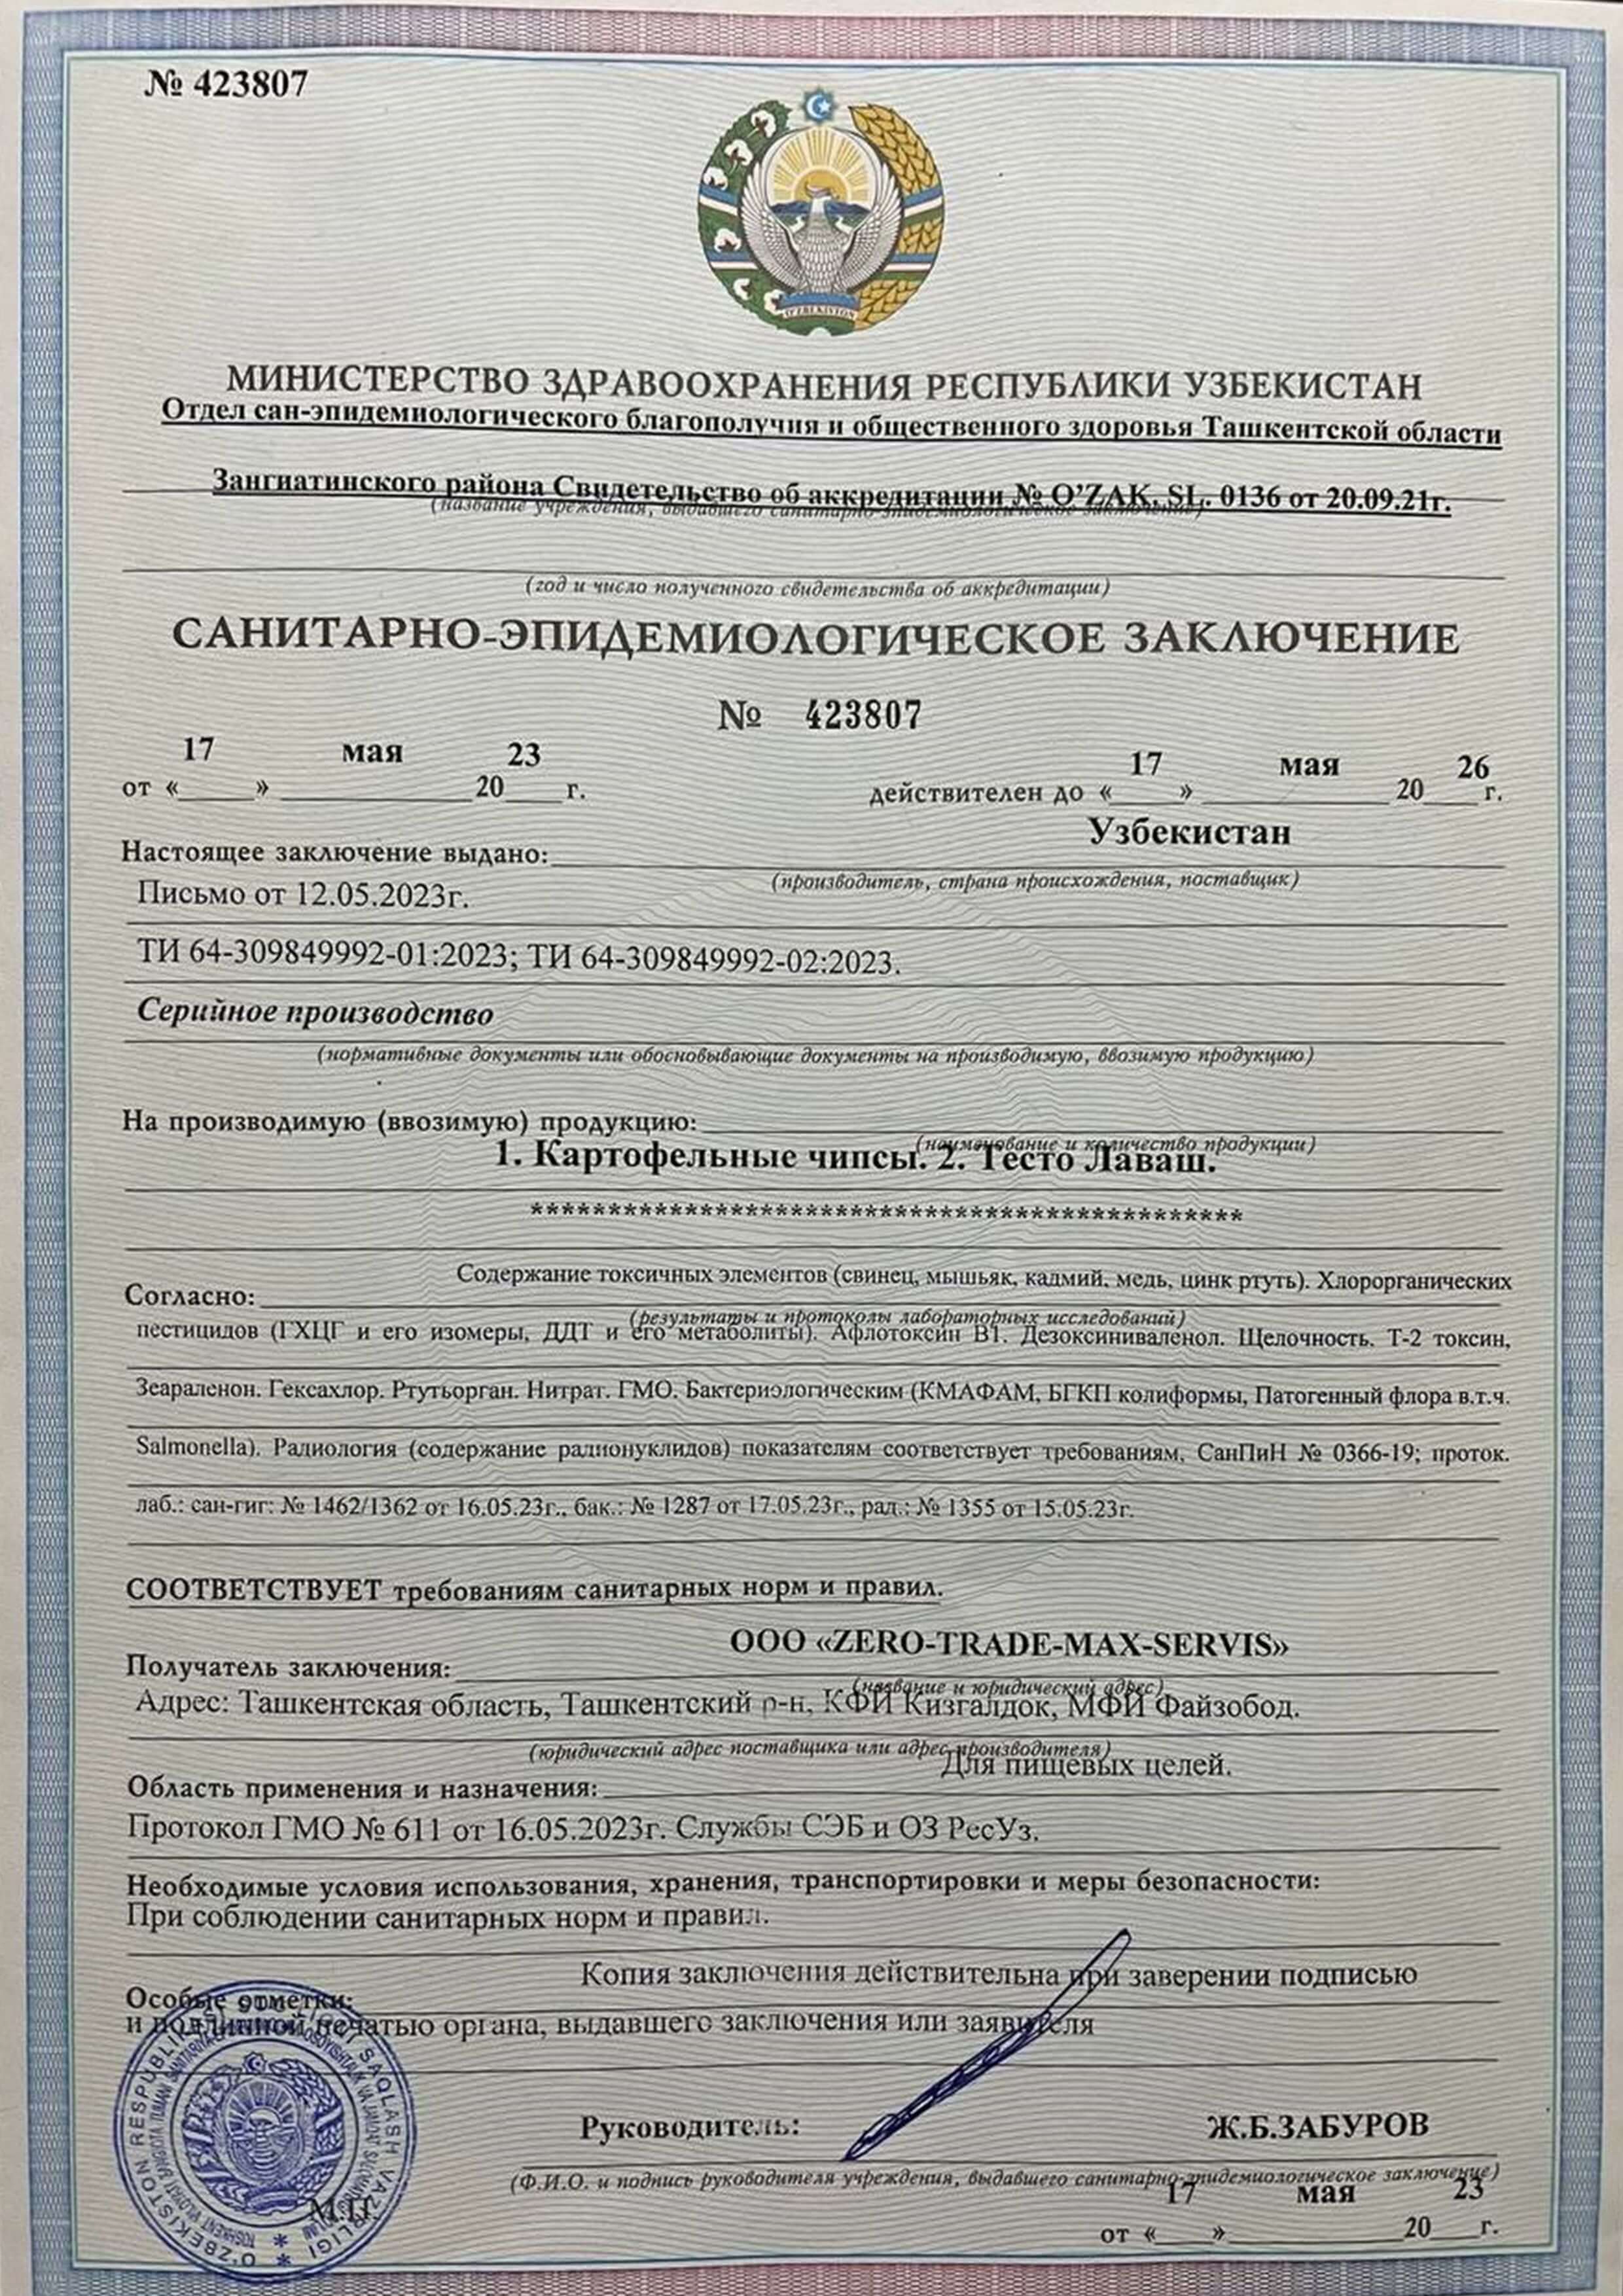 № 423807
O'ZBEKISTON
МИНИСТЕРСТВО ЗДРАВООХРАНЕНИЯ РЕСПУБЛИКИ УЗБЕКИСТАН
Отдел сан-эпидемиологического благополучия и общественного здоровья Ташкентской области
Зангиатинского района Свидетельство об аккредитации № O'ZAK. SL. 0136 от 20.09.21г.
(название учреждения, выдавшего санитарно-эпидемиологическое заключение)
(год и число полученного свидетельства об аккредитации)
САНИТАРНО-ЭПИДЕМИОЛОГИЧЕСКОЕ ЗАКЛЮЧЕНИЕ
№ 423807
от « 17 » мая 20 23 г. действителен до « 17 » мая 20 26 г.
Настоящее заключение выдано: Узбекистан
(производитель, страна происхождения, поставщик)
Письмо от 12.05.2023г.
ТИ 64-309849992-01:2023; ТИ 64-309849992-02:2023.
Серийное производство
(нормативные документы или обосновывающие документы на производимую, ввозимую продукцию)
На производимую (ввозимую) продукцию:
(наименование и количество продукции)
1. Картофельные чипсы. 2. Тесто Лаваш.
***********************************************
Содержание токсичных элементов (свинец, мышьяк, кадмий, медь, цинк ртуть). Хлорорганических
Согласно:
(результаты и протоколы лабораторных исследований)
пестицидов (ГХЦГ и его изомеры, ДДТ и его метаболиты). Афлотоксин В1. Дезоксиниваленол. Щелочность. Т-2 токсин,
Зеараленон. Гексахлор. Ртутьорган. Нитрат. ГМО. Бактериологическим (КМАФАМ, БГКП колиформы, Патогенный флора в.т.ч.
Salmonella). Радиология (содержание радионуклидов) показателям соответствует требованиям, СанПиН № 0366-19; проток.
лаб.: сан-гиг: № 1462/1362 от 16.05.23г., бак.: № 1287 от 17.05.23г., рад.: № 1355 от 15.05.23г.
СООТВЕТСТВУЕТ требованиям санитарных норм и правил.
Получатель заключения: ООО «ZERO-TRADE-MAX-SERVIS»
(название и юридический адрес)
Адрес: Ташкентская область, Ташкентский р-н, КФЙ Кизгалдок, МФЙ Файзобод.
(юридический адрес поставщика или адрес производителя)
Область применения и назначения: Для пищевых целей.
Протокол ГМО № 611 от 16.05.2023г. Службы СЭБ и ОЗ РесУз.
Необходимые условия использования, хранения, транспортировки и меры безопасности:
При соблюдении санитарных норм и правил.
Особые отметки: Копия заключения действительна при заверении подписью
и подлинной печатью органа, выдавшего заключения или заявителя
Руководитель: Ж.Б.ЗАБУРОВ
(Ф.И.О. и подпись руководителя учреждения, выдавшего санитарно-эпидемиологическое заключение)
М.П.
от « 17 » мая 20 23 г.
O'ZBEKISTON RESPUBLIKASI SOG'LIQNI SAQLASH VAZIRLIGI